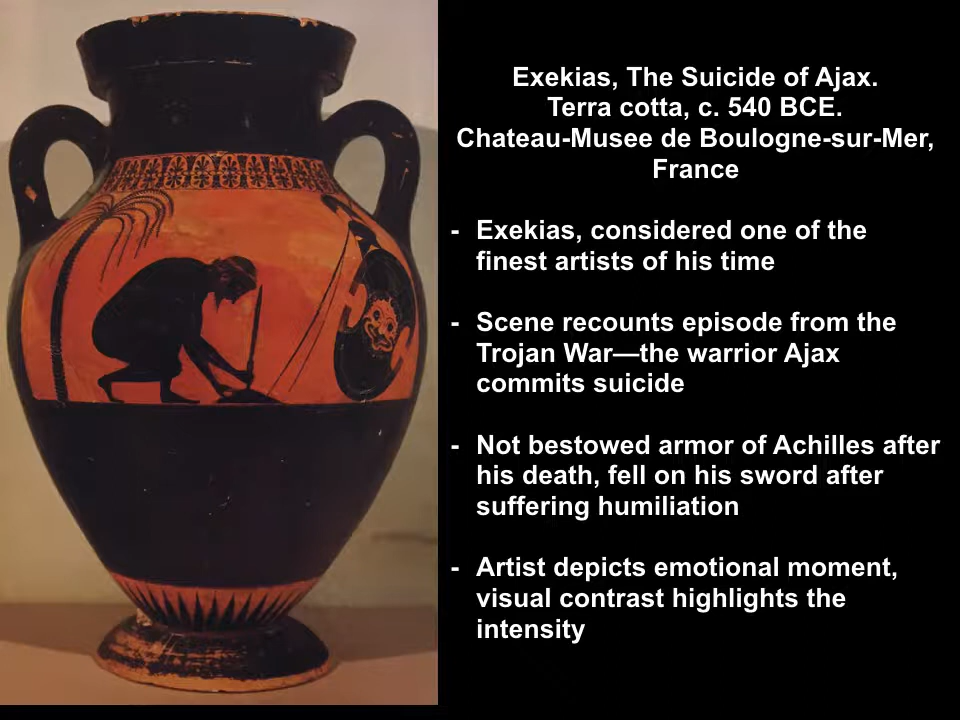 Exekias, The Suicide of Ajax.
Terra cotta, c. 540 BCE.
Chateau-Musee de Boulogne-sur-Mer,
France
- Exekias, considered one of the
finest artists of his time
- Scene recounts episode from the
Trojan War—the warrior Ajax
commits suicide
- Not bestowed armor of Achilles after
his death, fell on his sword after
suffering humiliation
- Artist depicts emotional moment,
visual contrast highlights the
intensity